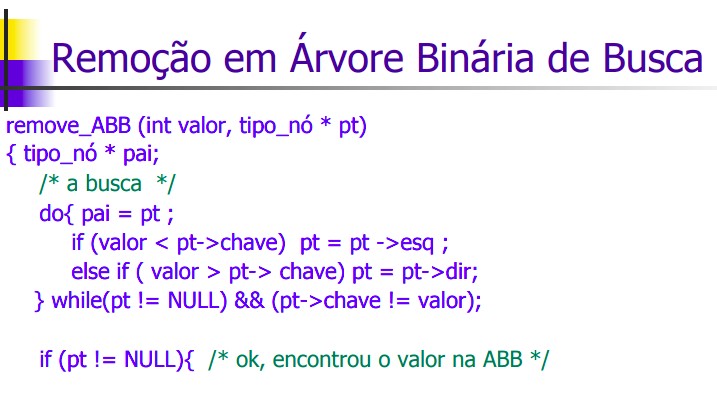 Remoção em Árvore Binária de Busca
remove_ABB (int valor, tipo_nó * pt)
{ tipo_nó * pai;
/* a busca */
do{ pai = pt ;
if (valor < pt->chave) pt = pt ->esq ;
else if ( valor > pt-> chave) pt = pt->dir;
} while(pt != NULL) && (pt->chave != valor);
if (pt != NULL){ /* ok, encontrou o valor na ABB */